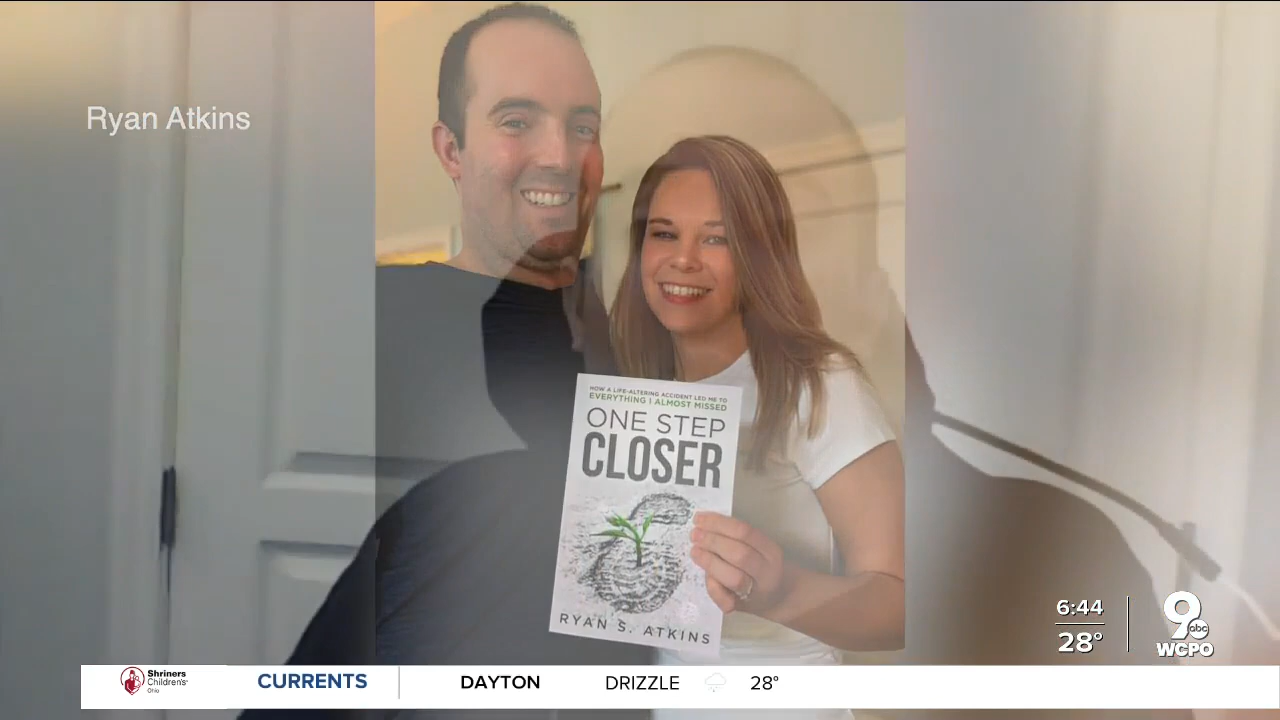 Ryan Atkins
HOW A LIFE-ALTERING ACCIDENT LED ME TO
EVERYTHING I ALMOST MISSED
ONE STEP
CLOSER
RYAN S. ATKINS
6:44
28°
9
abc
WCPO
Shriners
Children's
Ohio
CURRENTS
DAYTON
DRIZZLE
28°